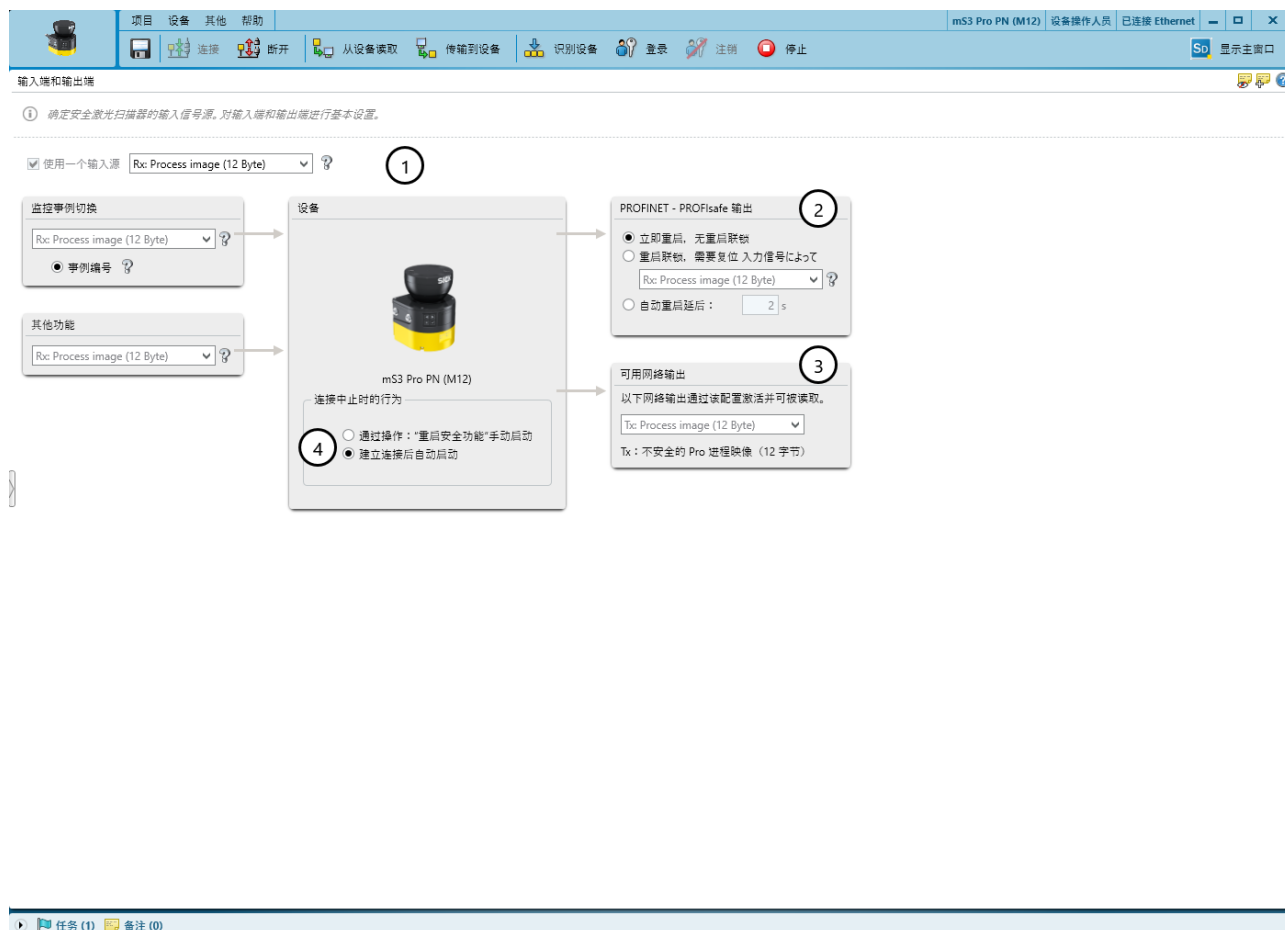 项目 设备 其他 帮助
mS3 Pro PN (M12) 设备操作人员 已连接 Ethernet
连接 断开 从设备读取 传输到设备 识别设备 登录 注销 停止 SD 显示主窗口
输入端和输出端
确定安全激光扫描器的输入信号源。对输入端和输出端进行基本设置。
使用一个输入源 Rx: Process image (12 Byte)
1
监控事例切换
Rx: Process image (12 Byte)
事例编号
其他功能
Rx: Process image (12 Byte)
设备
mS3 Pro PN (M12)
连接中止时的行为
4
通过操作："重启安全功能"手动启动
建立连接后自动启动
PROFINET - PROFIsafe 输出
2
立即重启，无重启联锁
重启联锁，需要复位 入力信号によって
Rx: Process image (12 Byte)
自动重启延后： 2 s
可用网络输出
3
以下网络输出通过该配置激活并可被读取。
Tx: Process image (12 Byte)
Tx：不安全的 Pro 进程映像（12 字节）
任务 (1) 备注 (0)